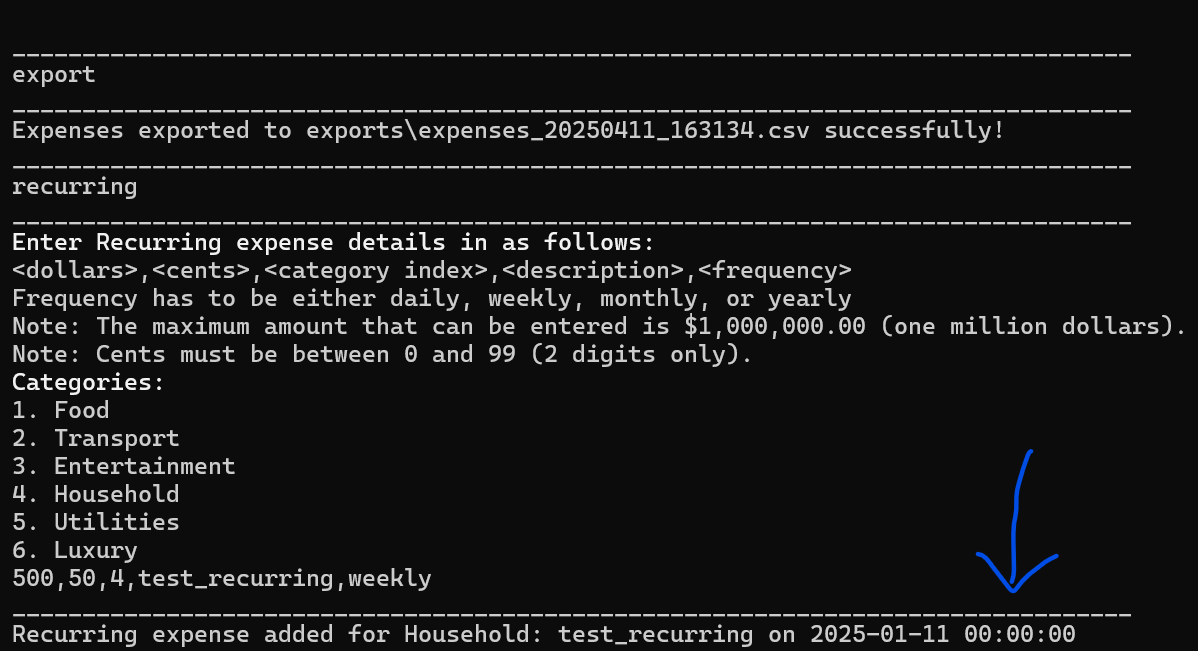 export
Expenses exported to exports\expenses_20250411_163134.csv successfully!
recurring
Enter Recurring expense details in as follows:
<dollars>,<cents>,<category index>,<description>,<frequency>
Frequency has to be either daily, weekly, monthly, or yearly
Note: The maximum amount that can be entered is $1,000,000.00 (one million dollars).
Note: Cents must be between 0 and 99 (2 digits only).
Categories:
1. Food
2. Transport
3. Entertainment
4. Household
5. Utilities
6. Luxury
500,50,4,test_recurring,weekly
Recurring expense added for Household: test_recurring on 2025-01-11 00:00:00